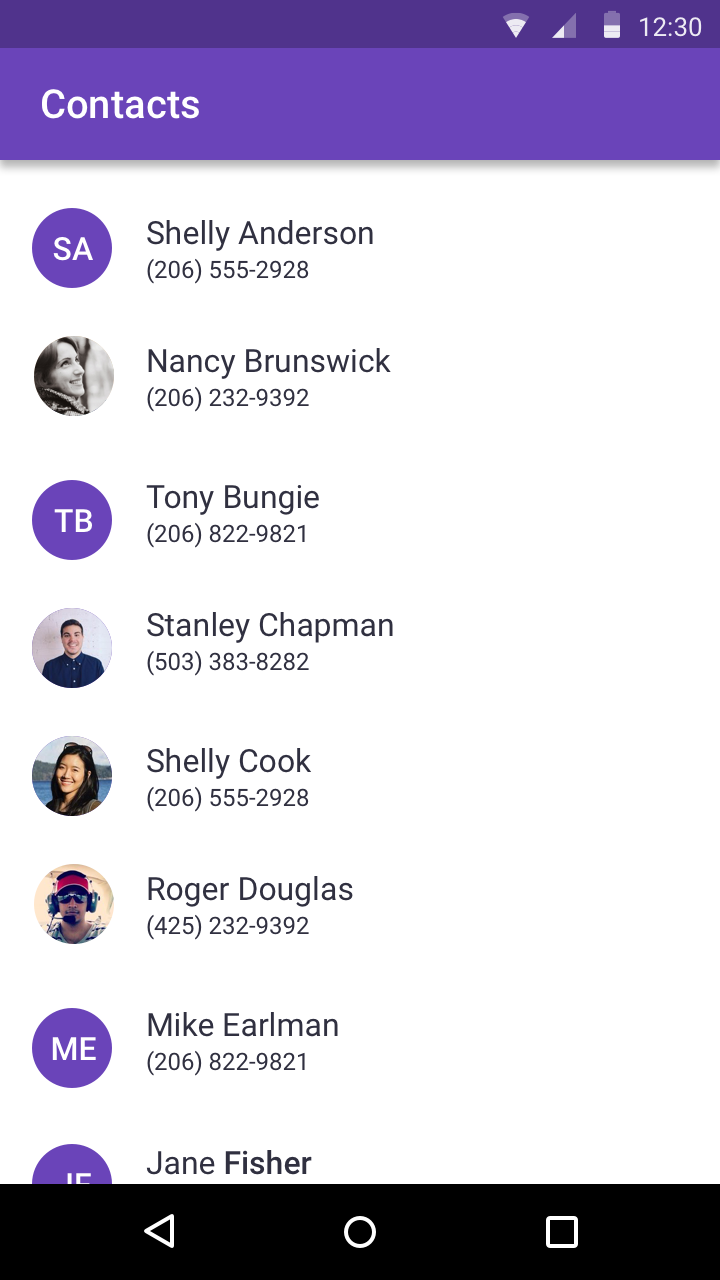 12:30
Contacts
SA
Shelly Anderson
(206) 555-2928
Nancy Brunswick
(206) 232-9392
TB
Tony Bungie
(206) 822-9821
Stanley Chapman
(503) 383-8282
Shelly Cook
(206) 555-2928
Roger Douglas
(425) 232-9392
ME
Mike Earlman
(206) 822-9821
JF
Jane Fisher